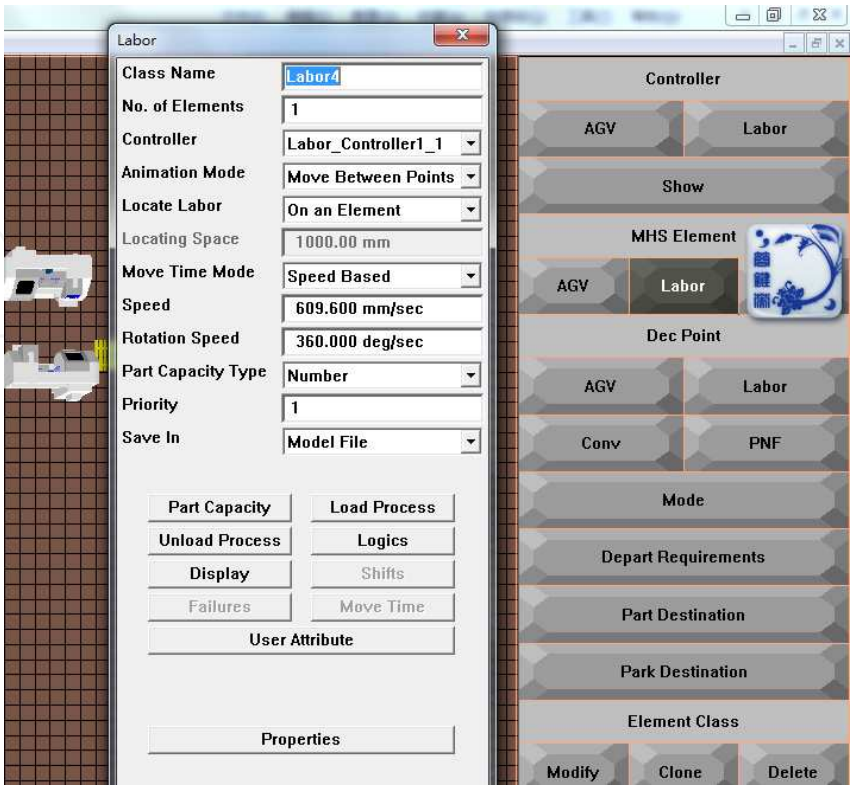 Labor
Class Name
Labor4
No. of Elements
1
Controller
Labor_Controller1_1
Animation Mode
Move Between Points
Locate Labor
On an Element
Locating Space
1000.00 mm
Move Time Mode
Speed Based
Speed
609.600 mm/sec
Rotation Speed
360.000 deg/sec
Part Capacity Type
Number
Priority
1
Save In
Model File
Part Capacity
Load Process
Unload Process
Logics
Display
Shifts
Failures
Move Time
User Attribute
Properties
Controller
AGV
Labor
Show
MHS Element
AGV
Labor
Dec Point
AGV
Labor
Conv
PNF
Mode
Depart Requirements
Part Destination
Park Destination
Element Class
Modify
Clone
Delete